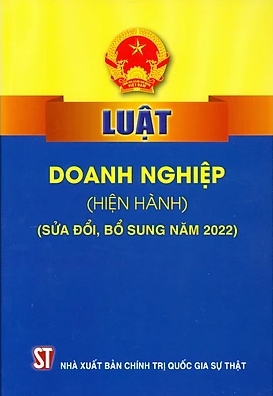 LUẬT
DOANH NGHIỆP
(HIỆN HÀNH)
(SỬA ĐỔI, BỔ SUNG NĂM 2022)
ST
NHÀ XUẤT BẢN CHÍNH TRỊ QUỐC GIA SỰ THẬT